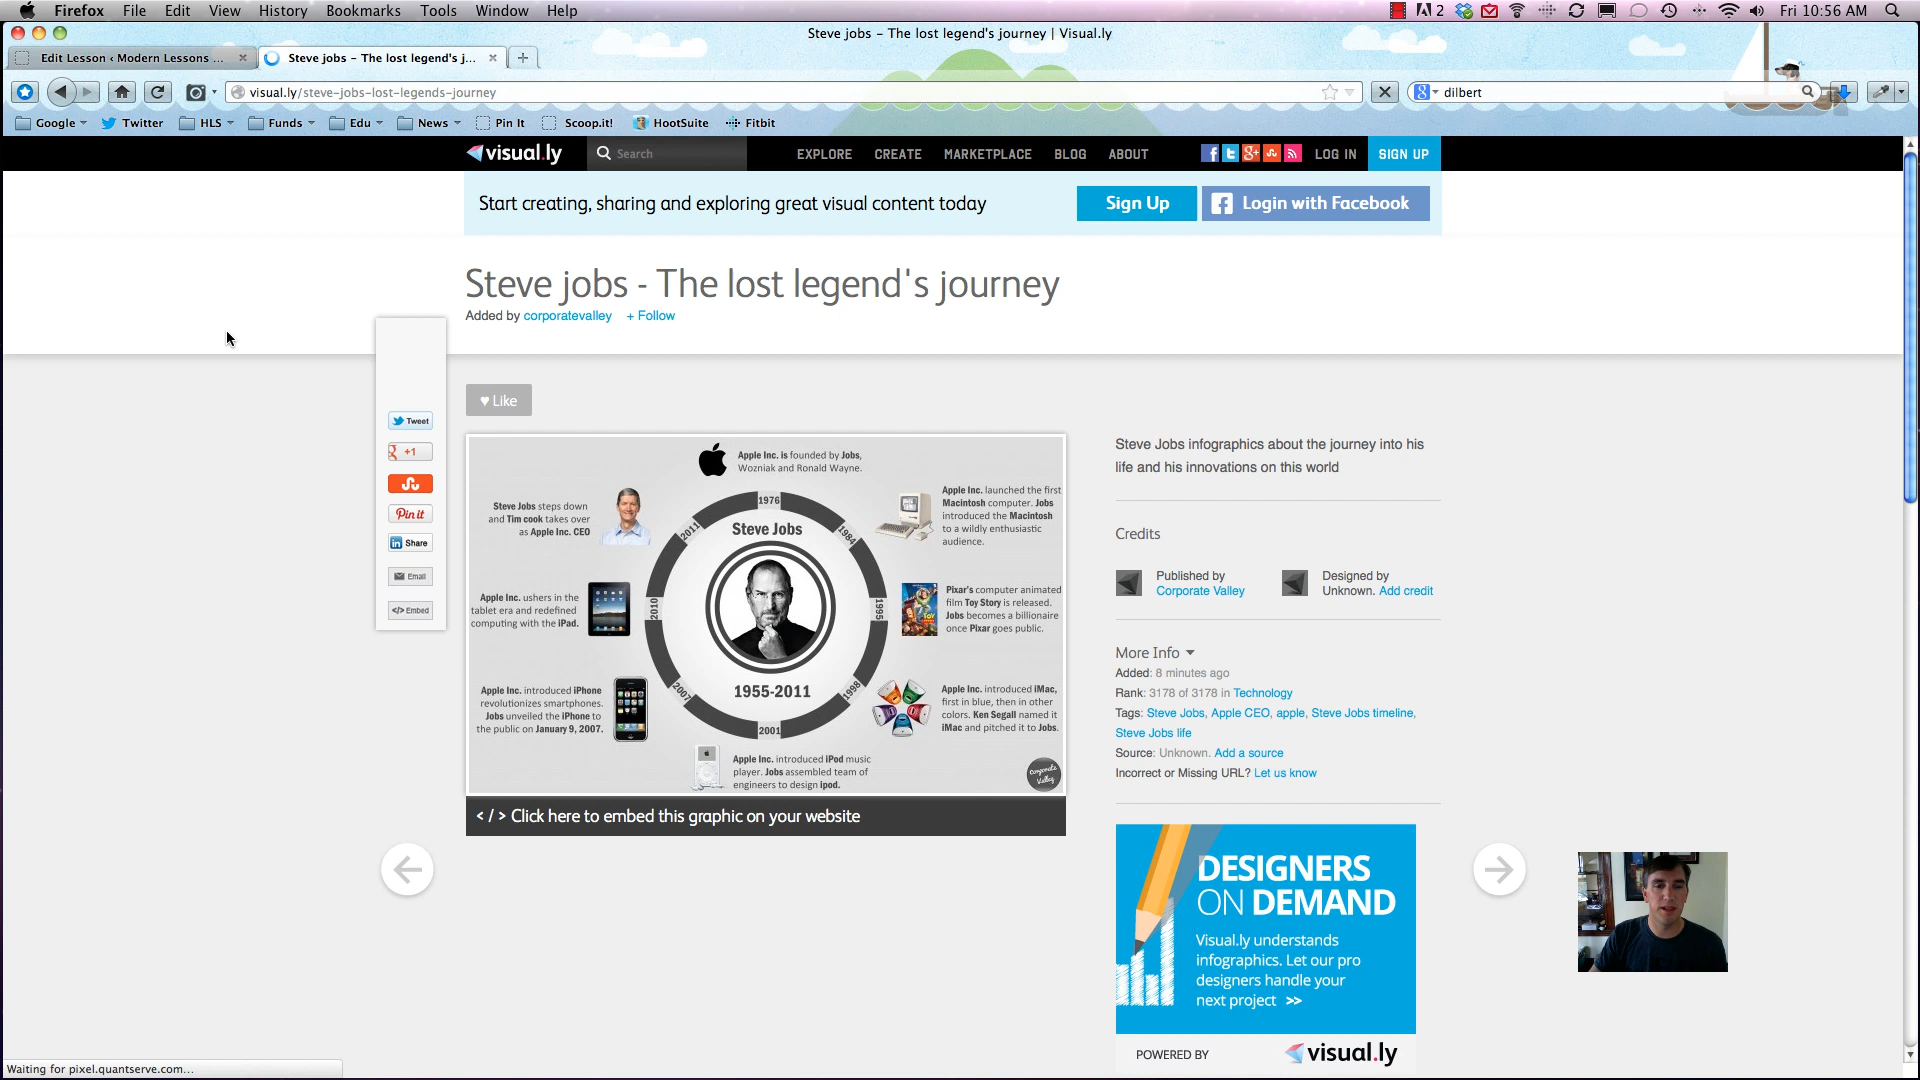 Firefox File Edit View History Bookmarks Tools Window Help
2
Fri 10:56 AM
Steve jobs – The lost legend's journey | Visual.ly
Edit Lesson ‹ Modern Lessons ...
Steve jobs – The lost legend's j...
visual.ly/steve-jobs-lost-legends-journey
dilbert
Google Twitter HLS Funds Edu News Pin It Scoop.it! HootSuite Fitbit
visual.ly
Search
EXPLORE CREATE MARKETPLACE BLOG ABOUT
LOG IN
SIGN UP
Start creating, sharing and exploring great visual content today
Sign Up
Login with Facebook
Steve jobs - The lost legend's journey
Added by corporatevalley + Follow
Tweet
+1
Pin it
Share
Email
</> Embed
♥ Like
Apple Inc. is founded by Jobs,
Wozniak and Ronald Wayne.
Steve Jobs steps down
and Tim cook takes over
as Apple Inc. CEO
Apple Inc. launched the first
Macintosh computer. Jobs
introduced the Macintosh
to a wildly enthusiastic
audience.
1976
2011
1984
Steve Jobs
Apple Inc. ushers in the
tablet era and redefined
computing with the iPad.
2010
1995
Pixar's computer animated
film Toy Story is released.
Jobs becomes a billionaire
once Pixar goes public.
Apple Inc. introduced iPhone
revolutionizes smartphones.
Jobs unveiled the iPhone to
the public on January 9, 2007.
2007
1955-2011
1998
Apple Inc. introduced iMac,
first in blue, then in other
colors. Ken Segall named it
iMac and pitched it to Jobs.
2001
Apple Inc. introduced iPod music
player. Jobs assembled team of
engineers to design ipod.
Corporate
Valley
</> Click here to embed this graphic on your website
Steve Jobs infographics about the journey into his
life and his innovations on this world
Credits
Published by
Corporate Valley
Designed by
Unknown. Add credit
More Info
Added: 8 minutes ago
Rank: 3178 of 3178 in Technology
Tags: Steve Jobs, Apple CEO, apple, Steve Jobs timeline,
Steve Jobs life
Source: Unknown. Add a source
Incorrect or Missing URL? Let us know
DESIGNERS
ON DEMAND
Visual.ly understands
infographics. Let our pro
designers handle your
next project >>
POWERED BY visual.ly
Waiting for pixel.quantserve.com...